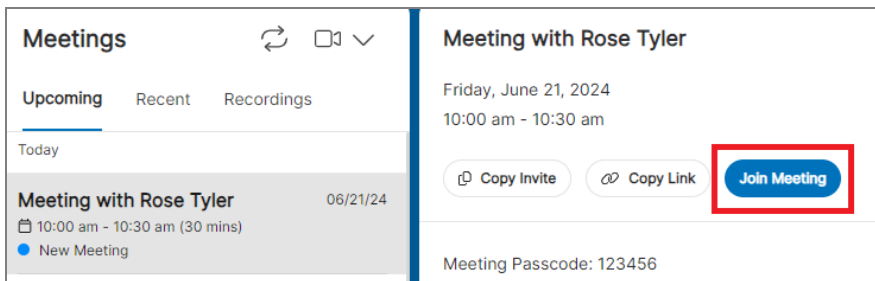 Meetings
Upcoming Recent Recordings
Today
Meeting with Rose Tyler 06/21/24
10:00 am - 10:30 am (30 mins)
New Meeting
Meeting with Rose Tyler
Friday, June 21, 2024
10:00 am - 10:30 am
Copy Invite Copy Link Join Meeting
Meeting Passcode: 123456